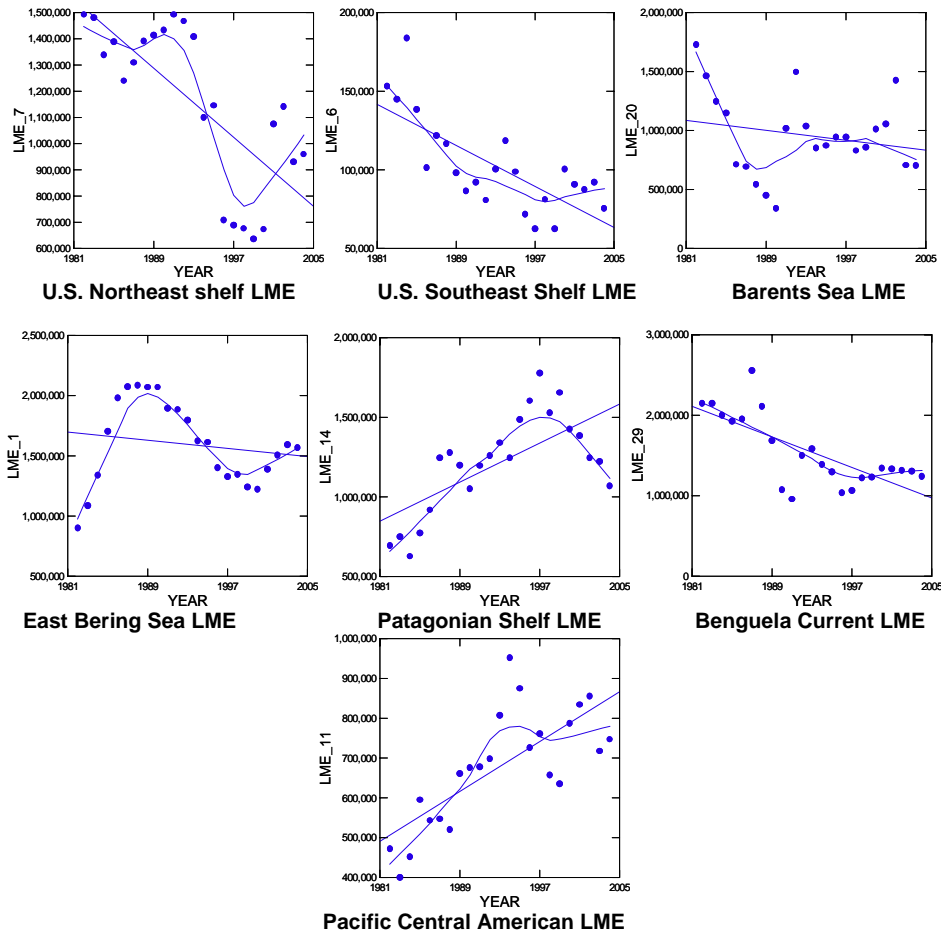 1,500,000
1,400,000
1,300,000
1,200,000
1,100,000
1,000,000
900,000
800,000
700,000
600,000
LME_7
1981 1989 1997 2005
YEAR
U.S. Northeast shelf LME
200,000
150,000
100,000
50,000
LME_6
1981 1989 1997 2005
YEAR
U.S. Southeast Shelf LME
2,000,000
1,500,000
1,000,000
500,000
0
LME_20
1981 1989 1997 2005
YEAR
Barents Sea LME
2,500,000
2,000,000
1,500,000
1,000,000
500,000
LME_1
1981 1989 1997 2005
YEAR
East Bering Sea LME
2,000,000
1,500,000
1,000,000
500,000
LME_14
1981 1989 1997 2005
YEAR
Patagonian Shelf LME
3,000,000
2,000,000
1,000,000
0
LME_29
1981 1989 1997 2005
YEAR
Benguela Current LME
1,000,000
900,000
800,000
700,000
600,000
500,000
400,000
LME_11
1981 1989 1997 2005
YEAR
Pacific Central American LME